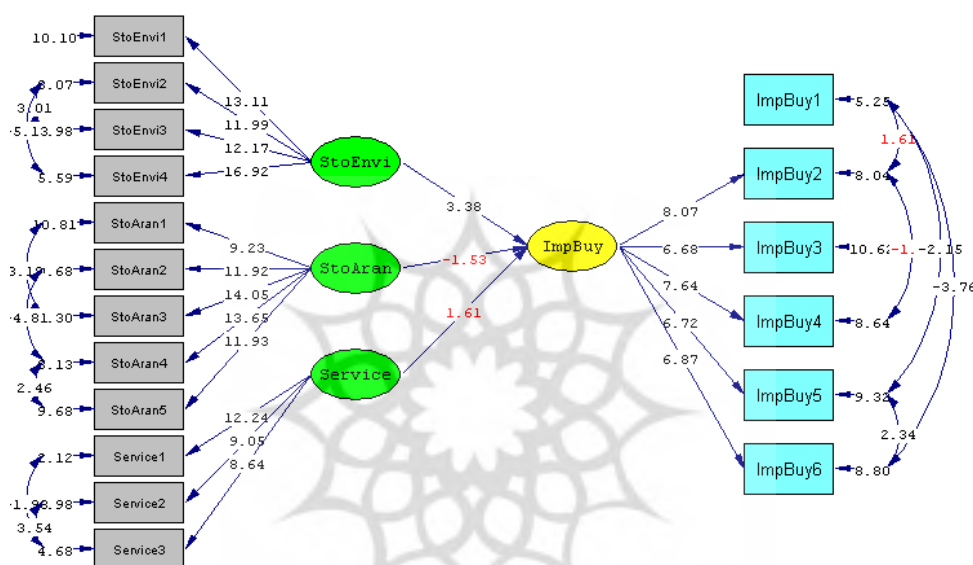 10.10
StoEnvi1
8.07
StoEnvi2
3.01
StoEnvi3
5.59
StoEnvi4
10.81
StoAran1
StoAran2
StoAran3
8.13
StoAran4
2.46
9.68
StoAran5
2.12
Service1
Service2
3.54
4.68
Service3
13.11
11.99
12.17
16.92
9.23
11.92
14.05
13.65
11.93
12.24
9.05
8.64
StoEnvi
StoAran
Service
3.38
-1.53
1.61
ImpBuy
8.07
6.68
7.64
6.72
6.87
ImpBuy1
5.25
1.61
ImpBuy2
8.04
ImpBuy3
-2.15
-3.76
ImpBuy4
8.64
ImpBuy5
9.32
2.34
ImpBuy6
8.80